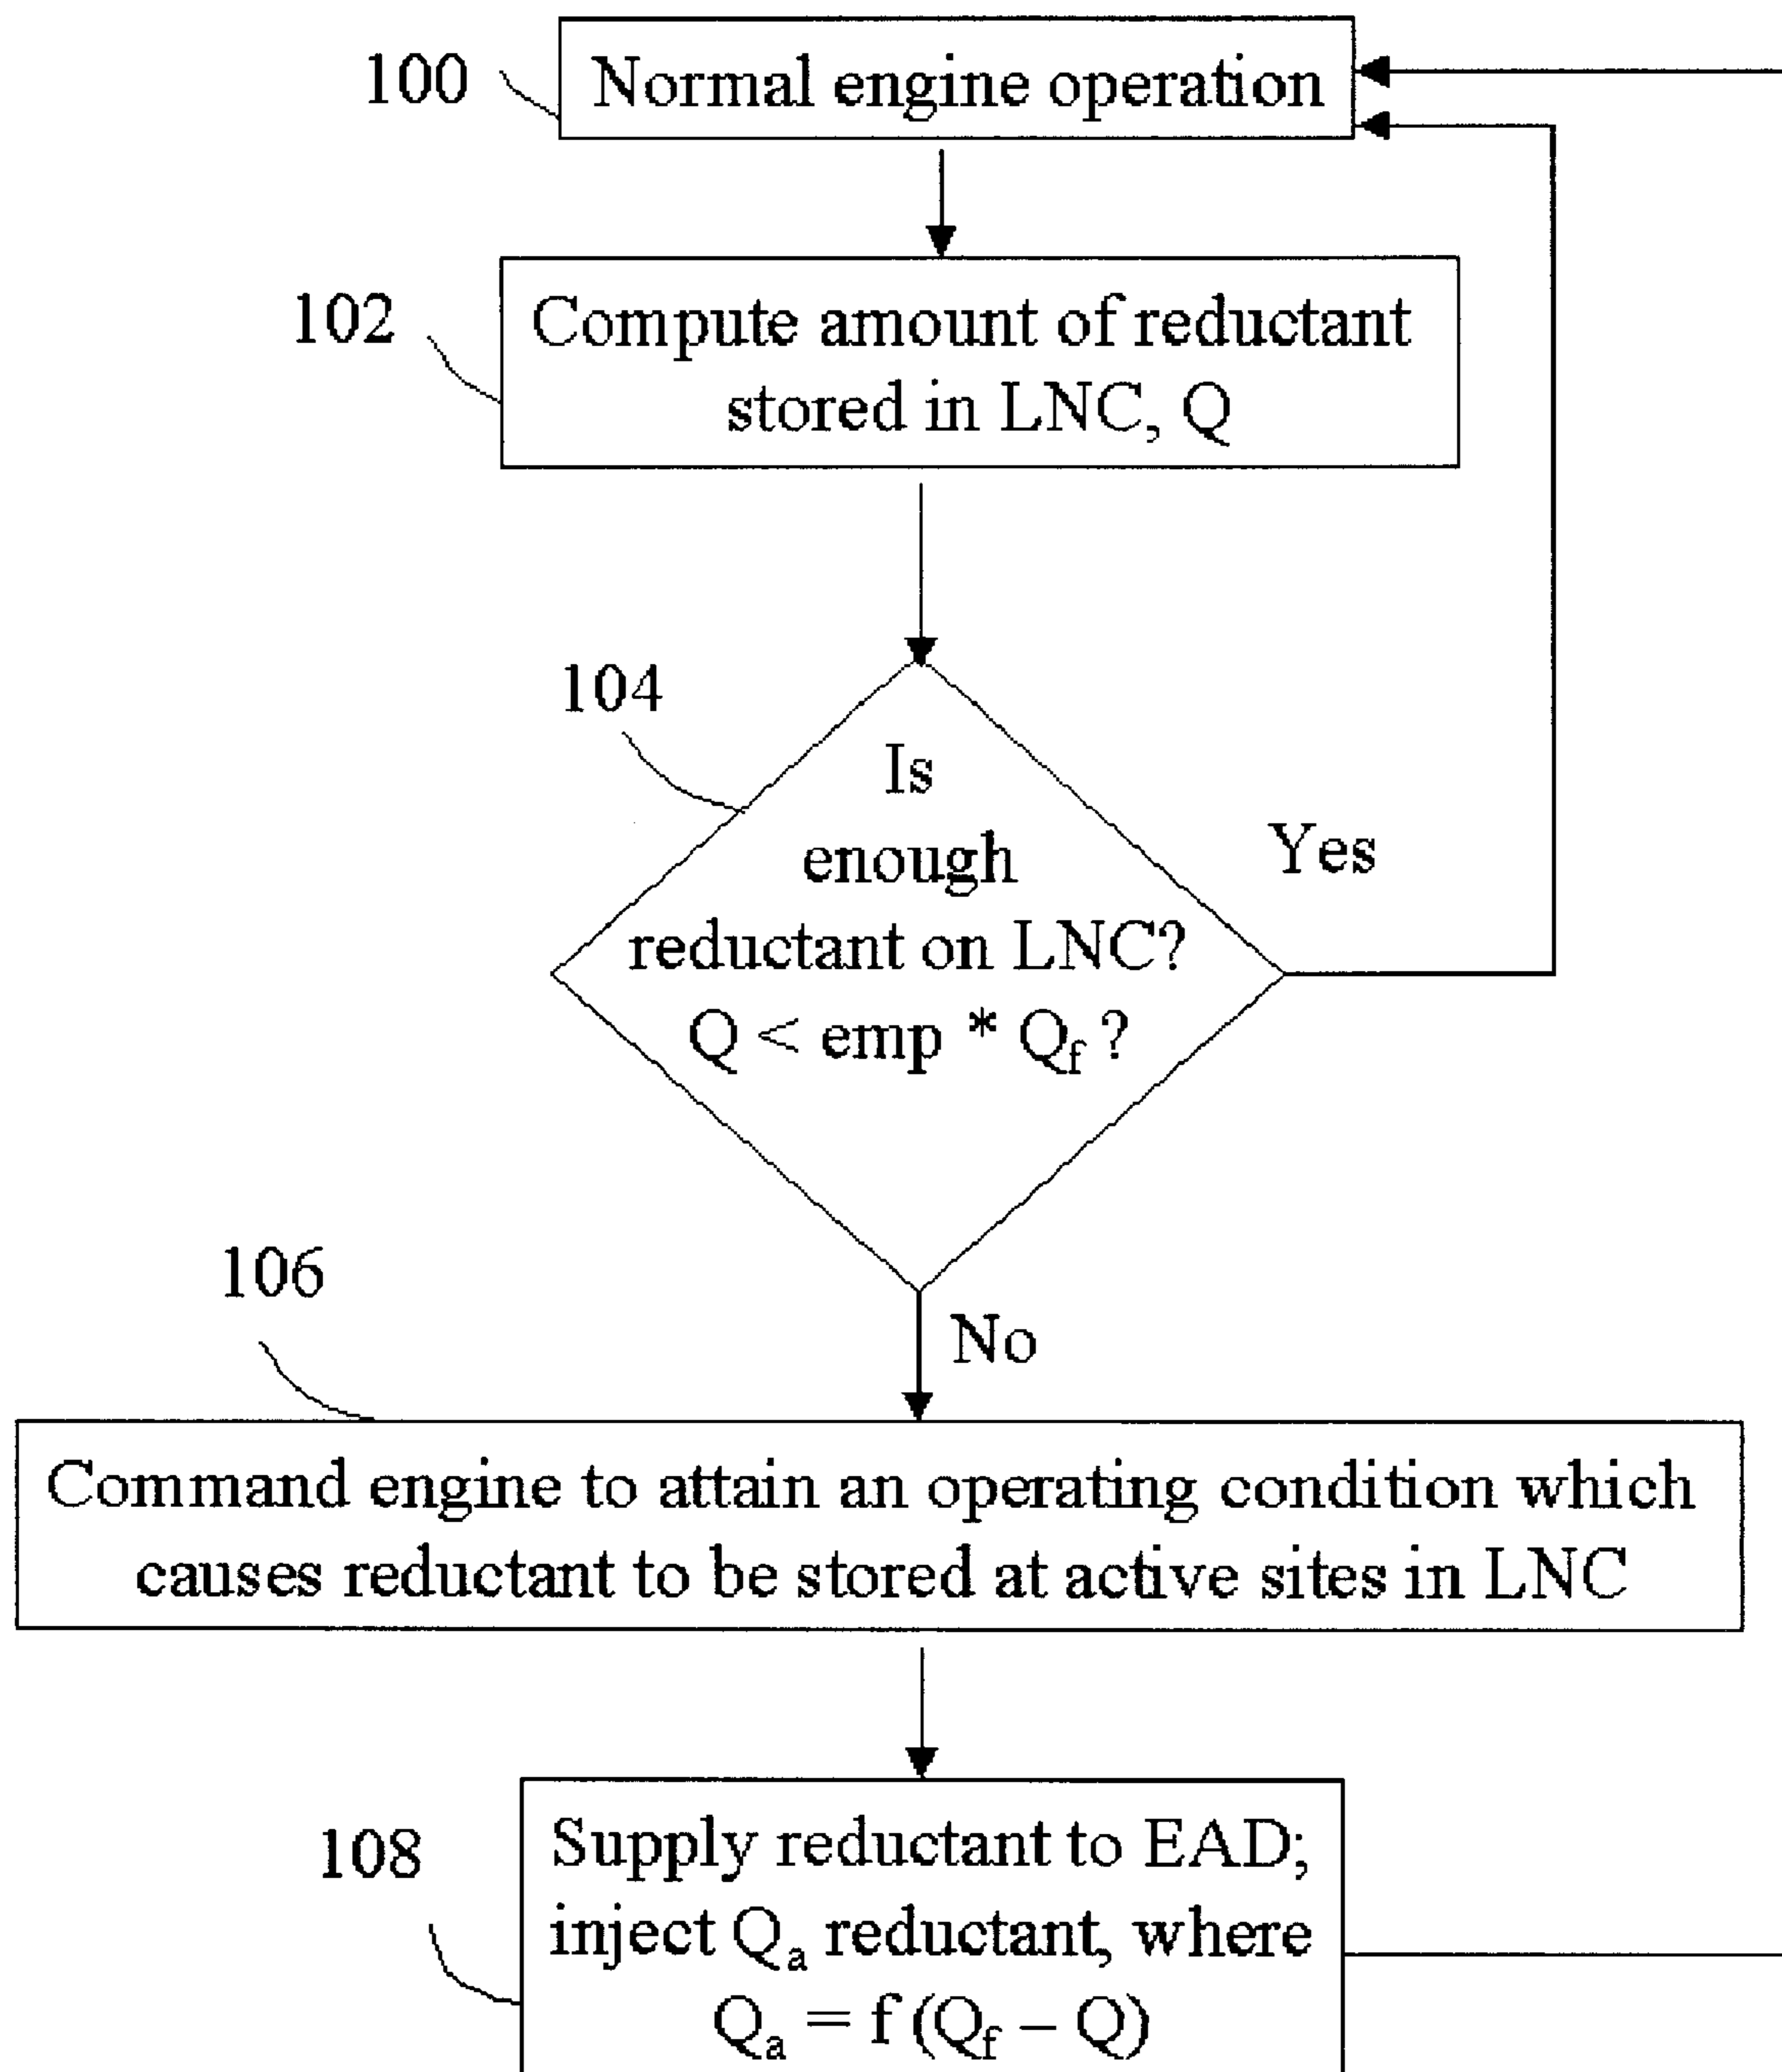 100
Normal engine operation
102
Compute amount of reductant
stored in LNC, Q
104
Is
enough
reductant on LNC?
Q < emp * Qf ?
Yes
No
106
Command engine to attain an operating condition which
causes reductant to be stored at active sites in LNC
108
Supply reductant to EAD;
inject Qa reductant, where
Qa = f (Qf – Q)